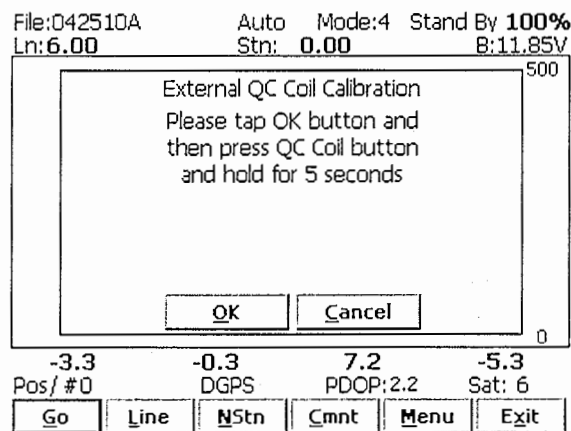 File:042510A Auto Mode:4 Stand By 100%
Ln:6.00 Stn: 0.00 B:11.85V
500
External QC Coil Calibration
Please tap OK button and
then press QC Coil button
and hold for 5 seconds
OK Cancel
0
-3.3 -0.3 7.2 -5.3
Pos/ #0 DGPS PDOP:2.2 Sat: 6
Go Line NStn Cmnt Menu Exit